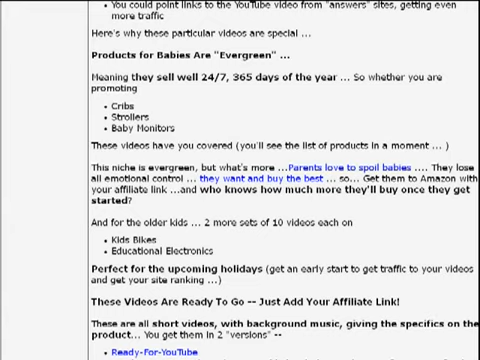 • You could point links to the YouTube video from "answers" sites, getting even
more traffic
Here's why these particular videos are special ...
Products for Babies Are "Evergreen" ...
Meaning they sell well 24/7, 365 days of the year ... So whether you are
promoting
• Cribs
• Strollers
• Baby Monitors
These videos have you covered (you'll see the list of products in a moment ... )
This niche is evergreen, but what's more ...Parents love to spoil babies .... They lose
all emotional control ... they want and buy the best ... so... Get them to Amazon with
your affiliate link ...and who knows how much more they'll buy once they get
started?
And for the older kids ... 2 more sets of 10 videos each on
• Kids Bikes
• Educational Electronics
Perfect for the upcoming holidays (get an early start to get traffic to your videos
and get your site ranking ...)
These Videos Are Ready To Go -- Just Add Your Affiliate Link!
These are all short videos, with background music, giving the specifics on the
product... You get them in 2 "versions" --
• Ready-For-YouTube